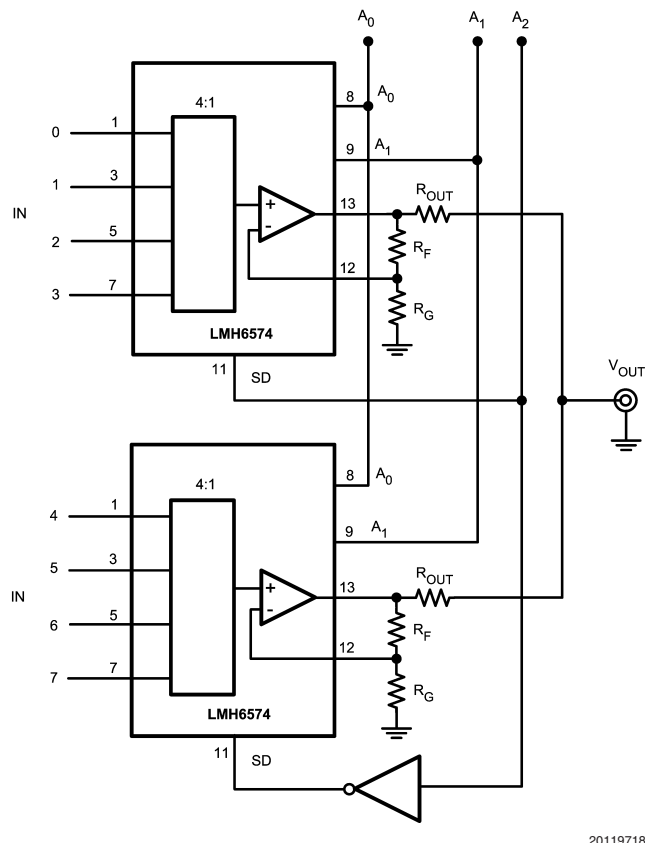 A0 A1 A2
8 A0
4:1
0 1
9 A1
1 3
13 ROUT
+
IN
-
2 5
RF
12
3 7
RG
LMH6574
11 SD
VOUT
8 A0
4:1
4 1
9 A1
5 3
13 ROUT
+
IN
-
6 5
RF
12
7 7
RG
LMH6574
11 SD
20119718